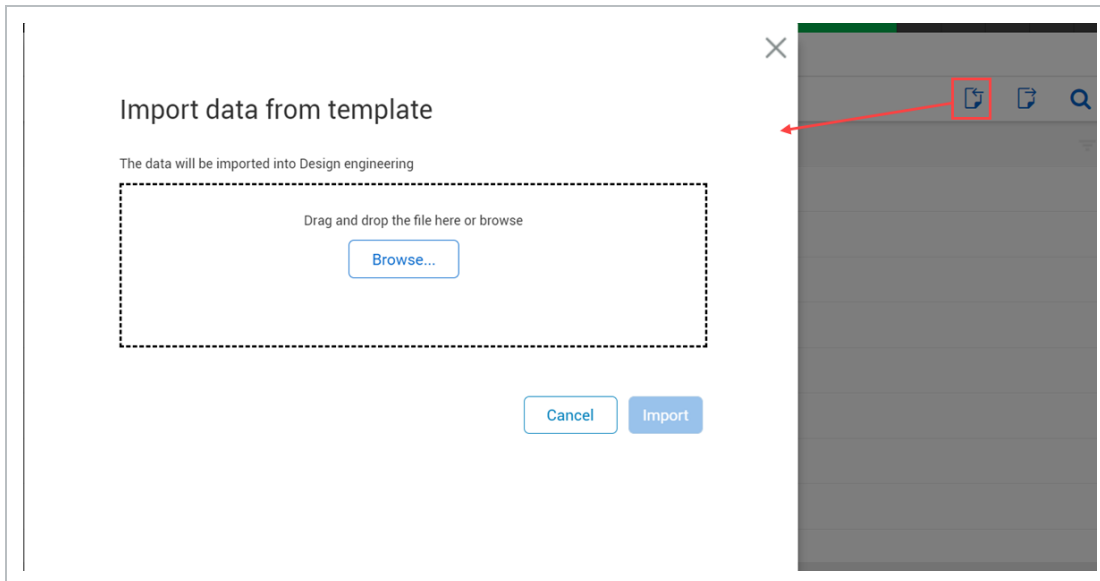 Import data from template
The data will be imported into Design engineering
Drag and drop the file here or browse
Browse...
Cancel
Import